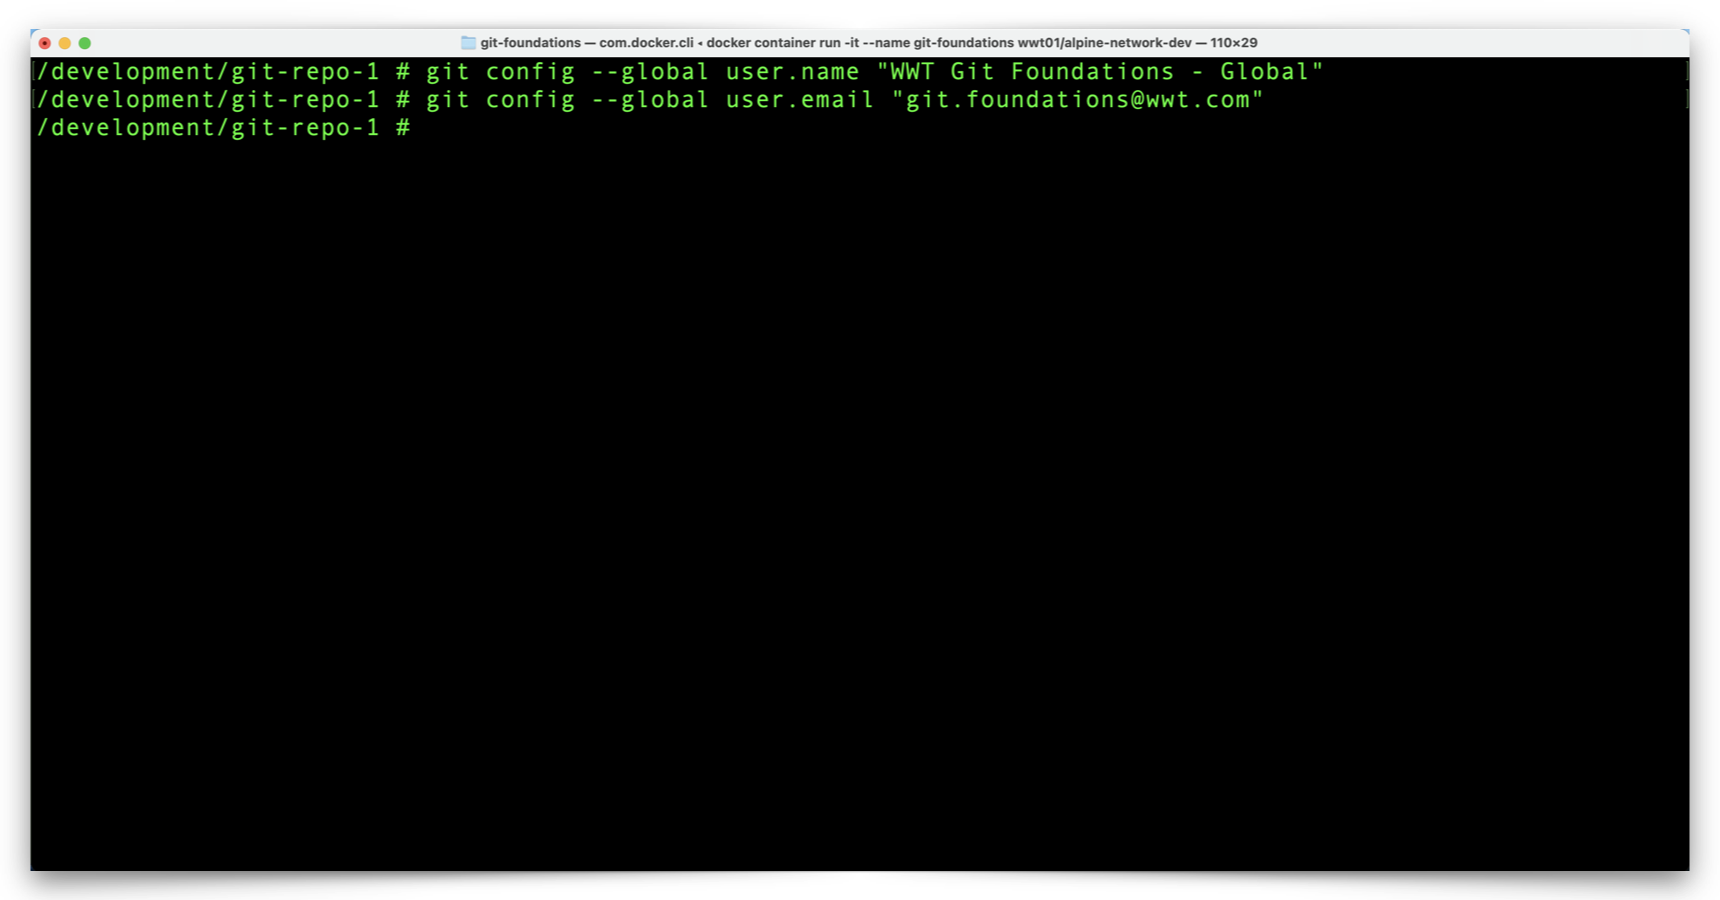 git-foundations — com.docker.cli ◂ docker container run -it --name git-foundations wwt01/alpine-network-dev — 110×29
[/development/git-repo-1 # git config --global user.name "WWT Git Foundations - Global" ]
[/development/git-repo-1 # git config --global user.email "git.foundations@wwt.com" ]
/development/git-repo-1 #